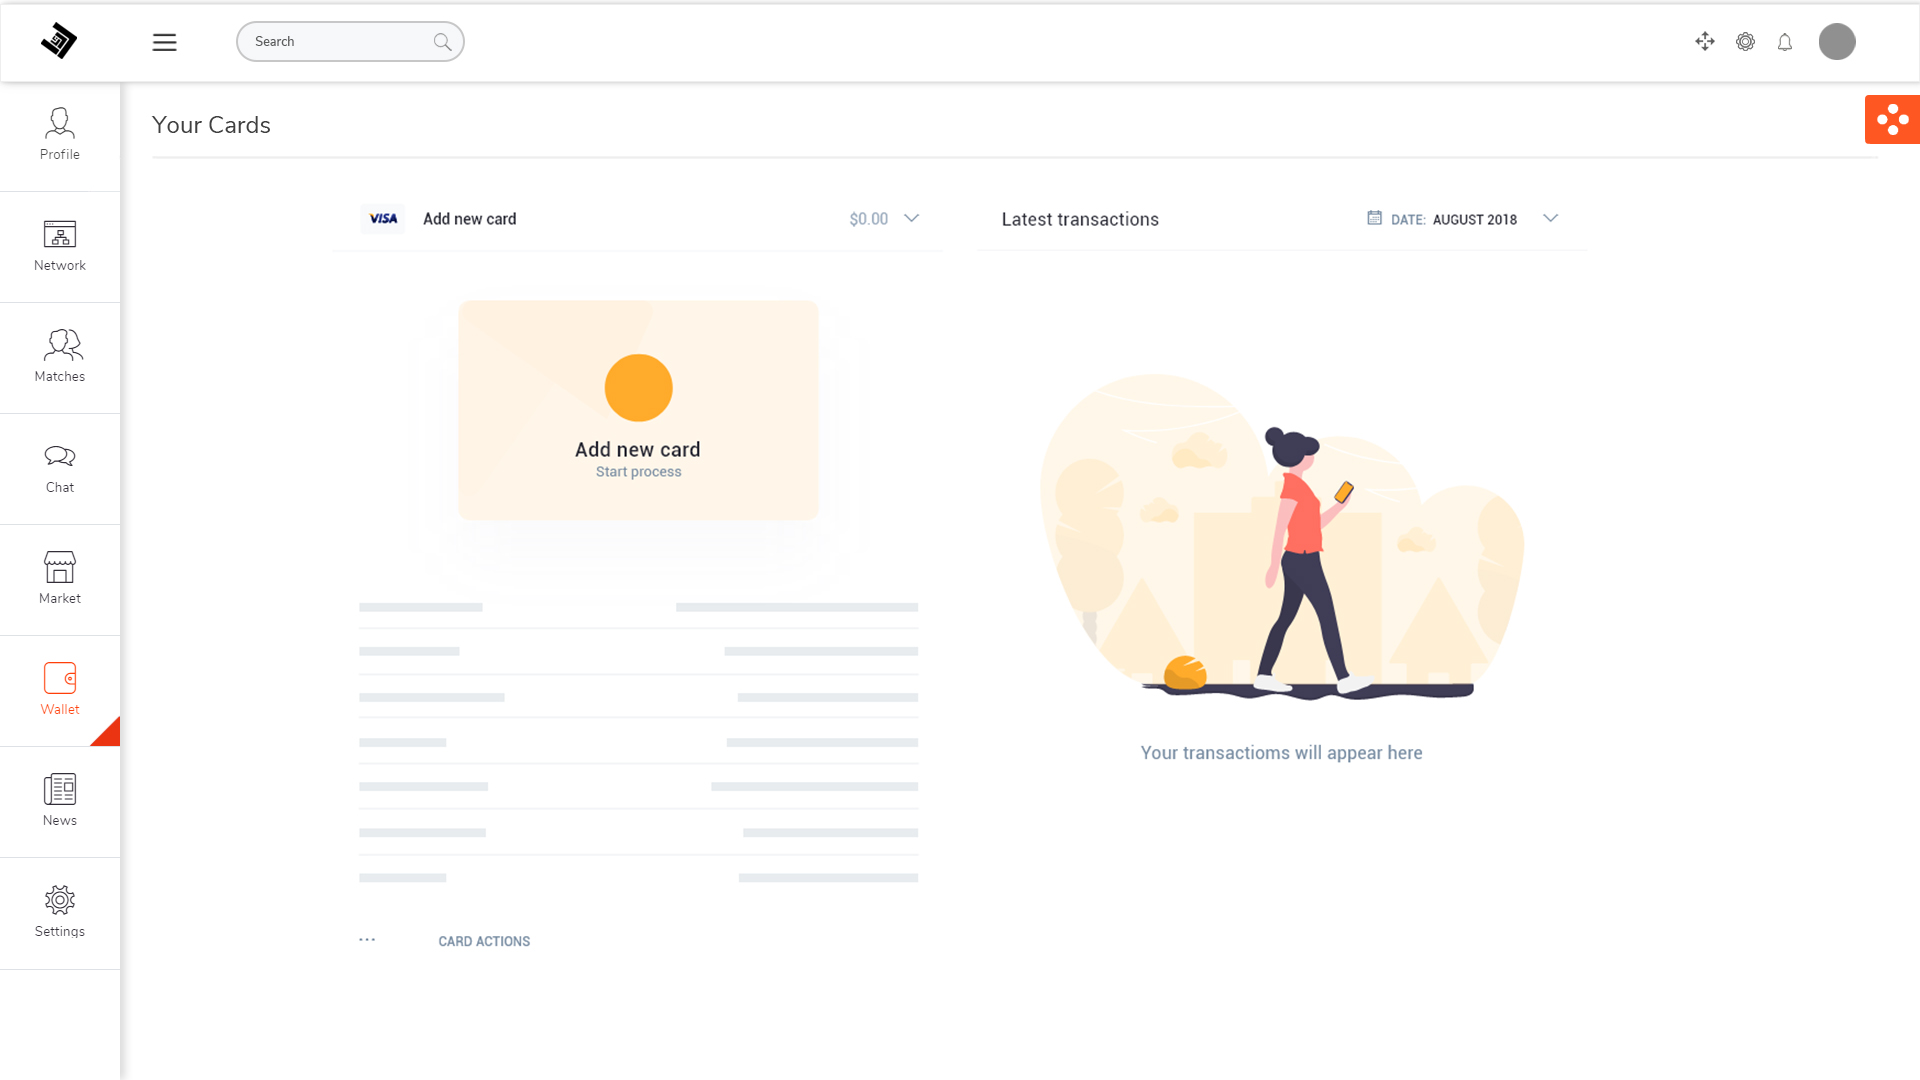 Search
Profile
Network
Matches
Chat
Market
Wallet
News
Settings
Your Cards
VISA
Add new card
$0.00
Add new card
Start process
...
CARD ACTIONS
Latest transactions
DATE: AUGUST 2018
Your transactioms will appear here